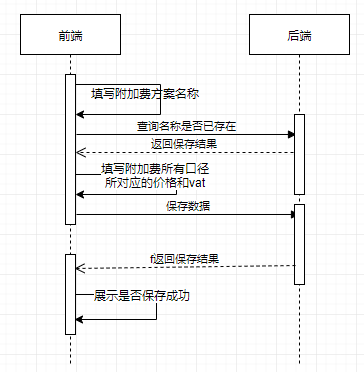 前端
后端
填写附加费方案名称
查询名称是否已存在
返回保存结果
填写附加费所有口径
所对应的价格和vat
保存数据
f返回保存结果
展示是否保存成功